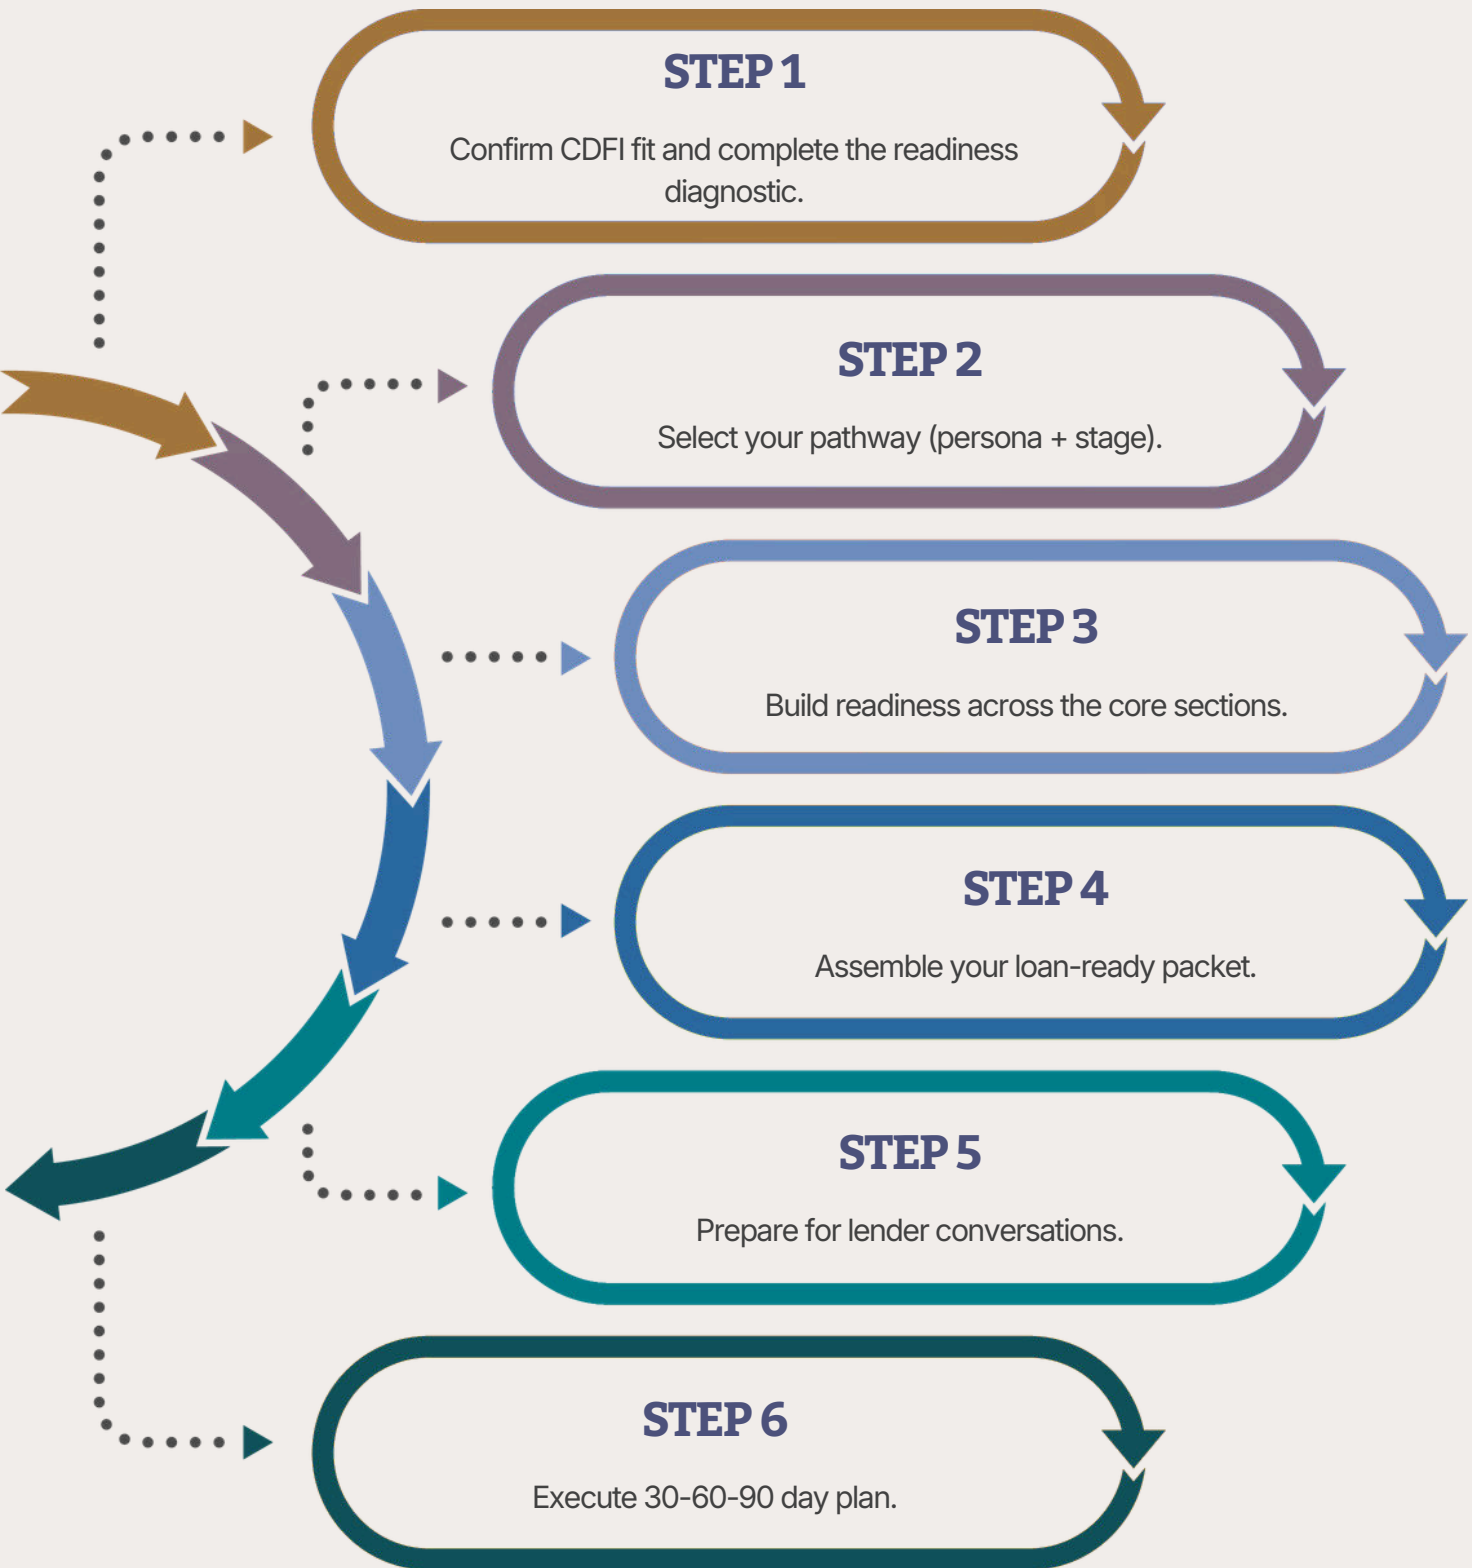 STEP 1
Confirm CDFI fit and complete the readiness
diagnostic.
STEP 2
Select your pathway (persona + stage).
STEP 3
Build readiness across the core sections.
STEP 4
Assemble your loan-ready packet.
STEP 5
Prepare for lender conversations.
STEP 6
Execute 30-60-90 day plan.